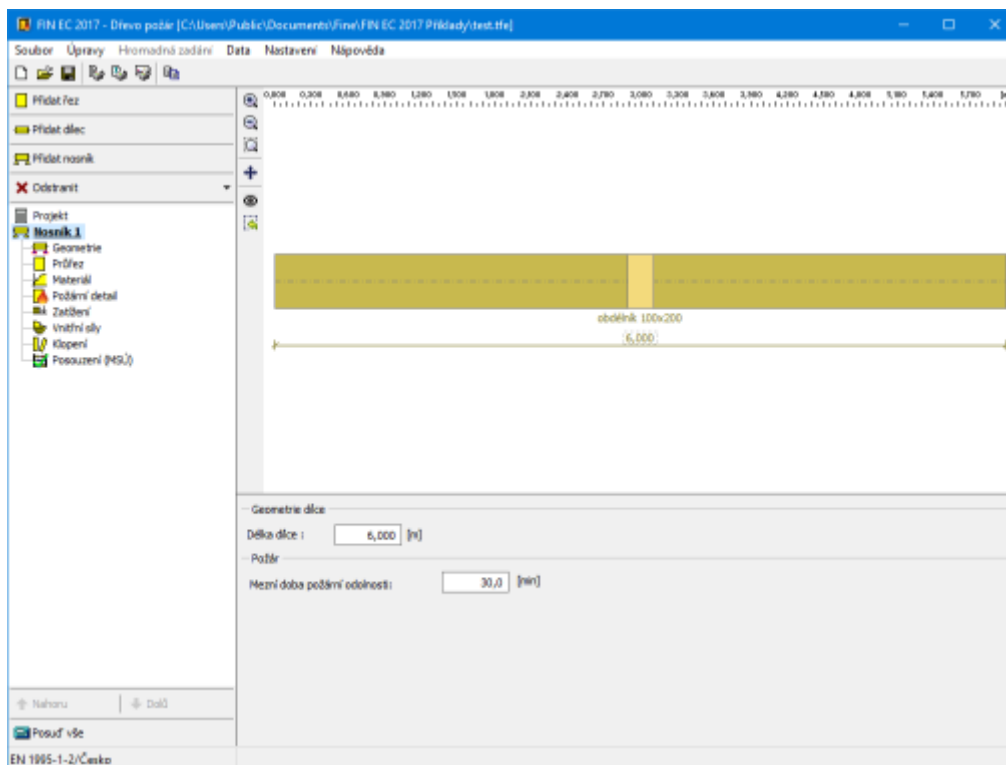 FIN EC 2017 - Dřevo požár [C:\Users\Public\Documents\Fine\FIN EC 2017 Příklady\test.tfe]
Soubor Úpravy Hromadná zadání Data Nastavení Nápověda
Přidat řez
Přidat dílec
Přidat nosník
Odstranit
Projekt
Nosník 1
Geometrie
Průřez
Materiál
Požární detail
Zatížení
Vnitřní síly
Klopení
Posouzení (MSÚ)
obdélník 100x200
6,000
Geometrie dílce
Délka dílce : 6,000 [m]
Požár
Mezní doba požární odolnosti: 30,0 [min]
Nahoru Dolů
Posuď vše
EN 1995-1-2/Česko